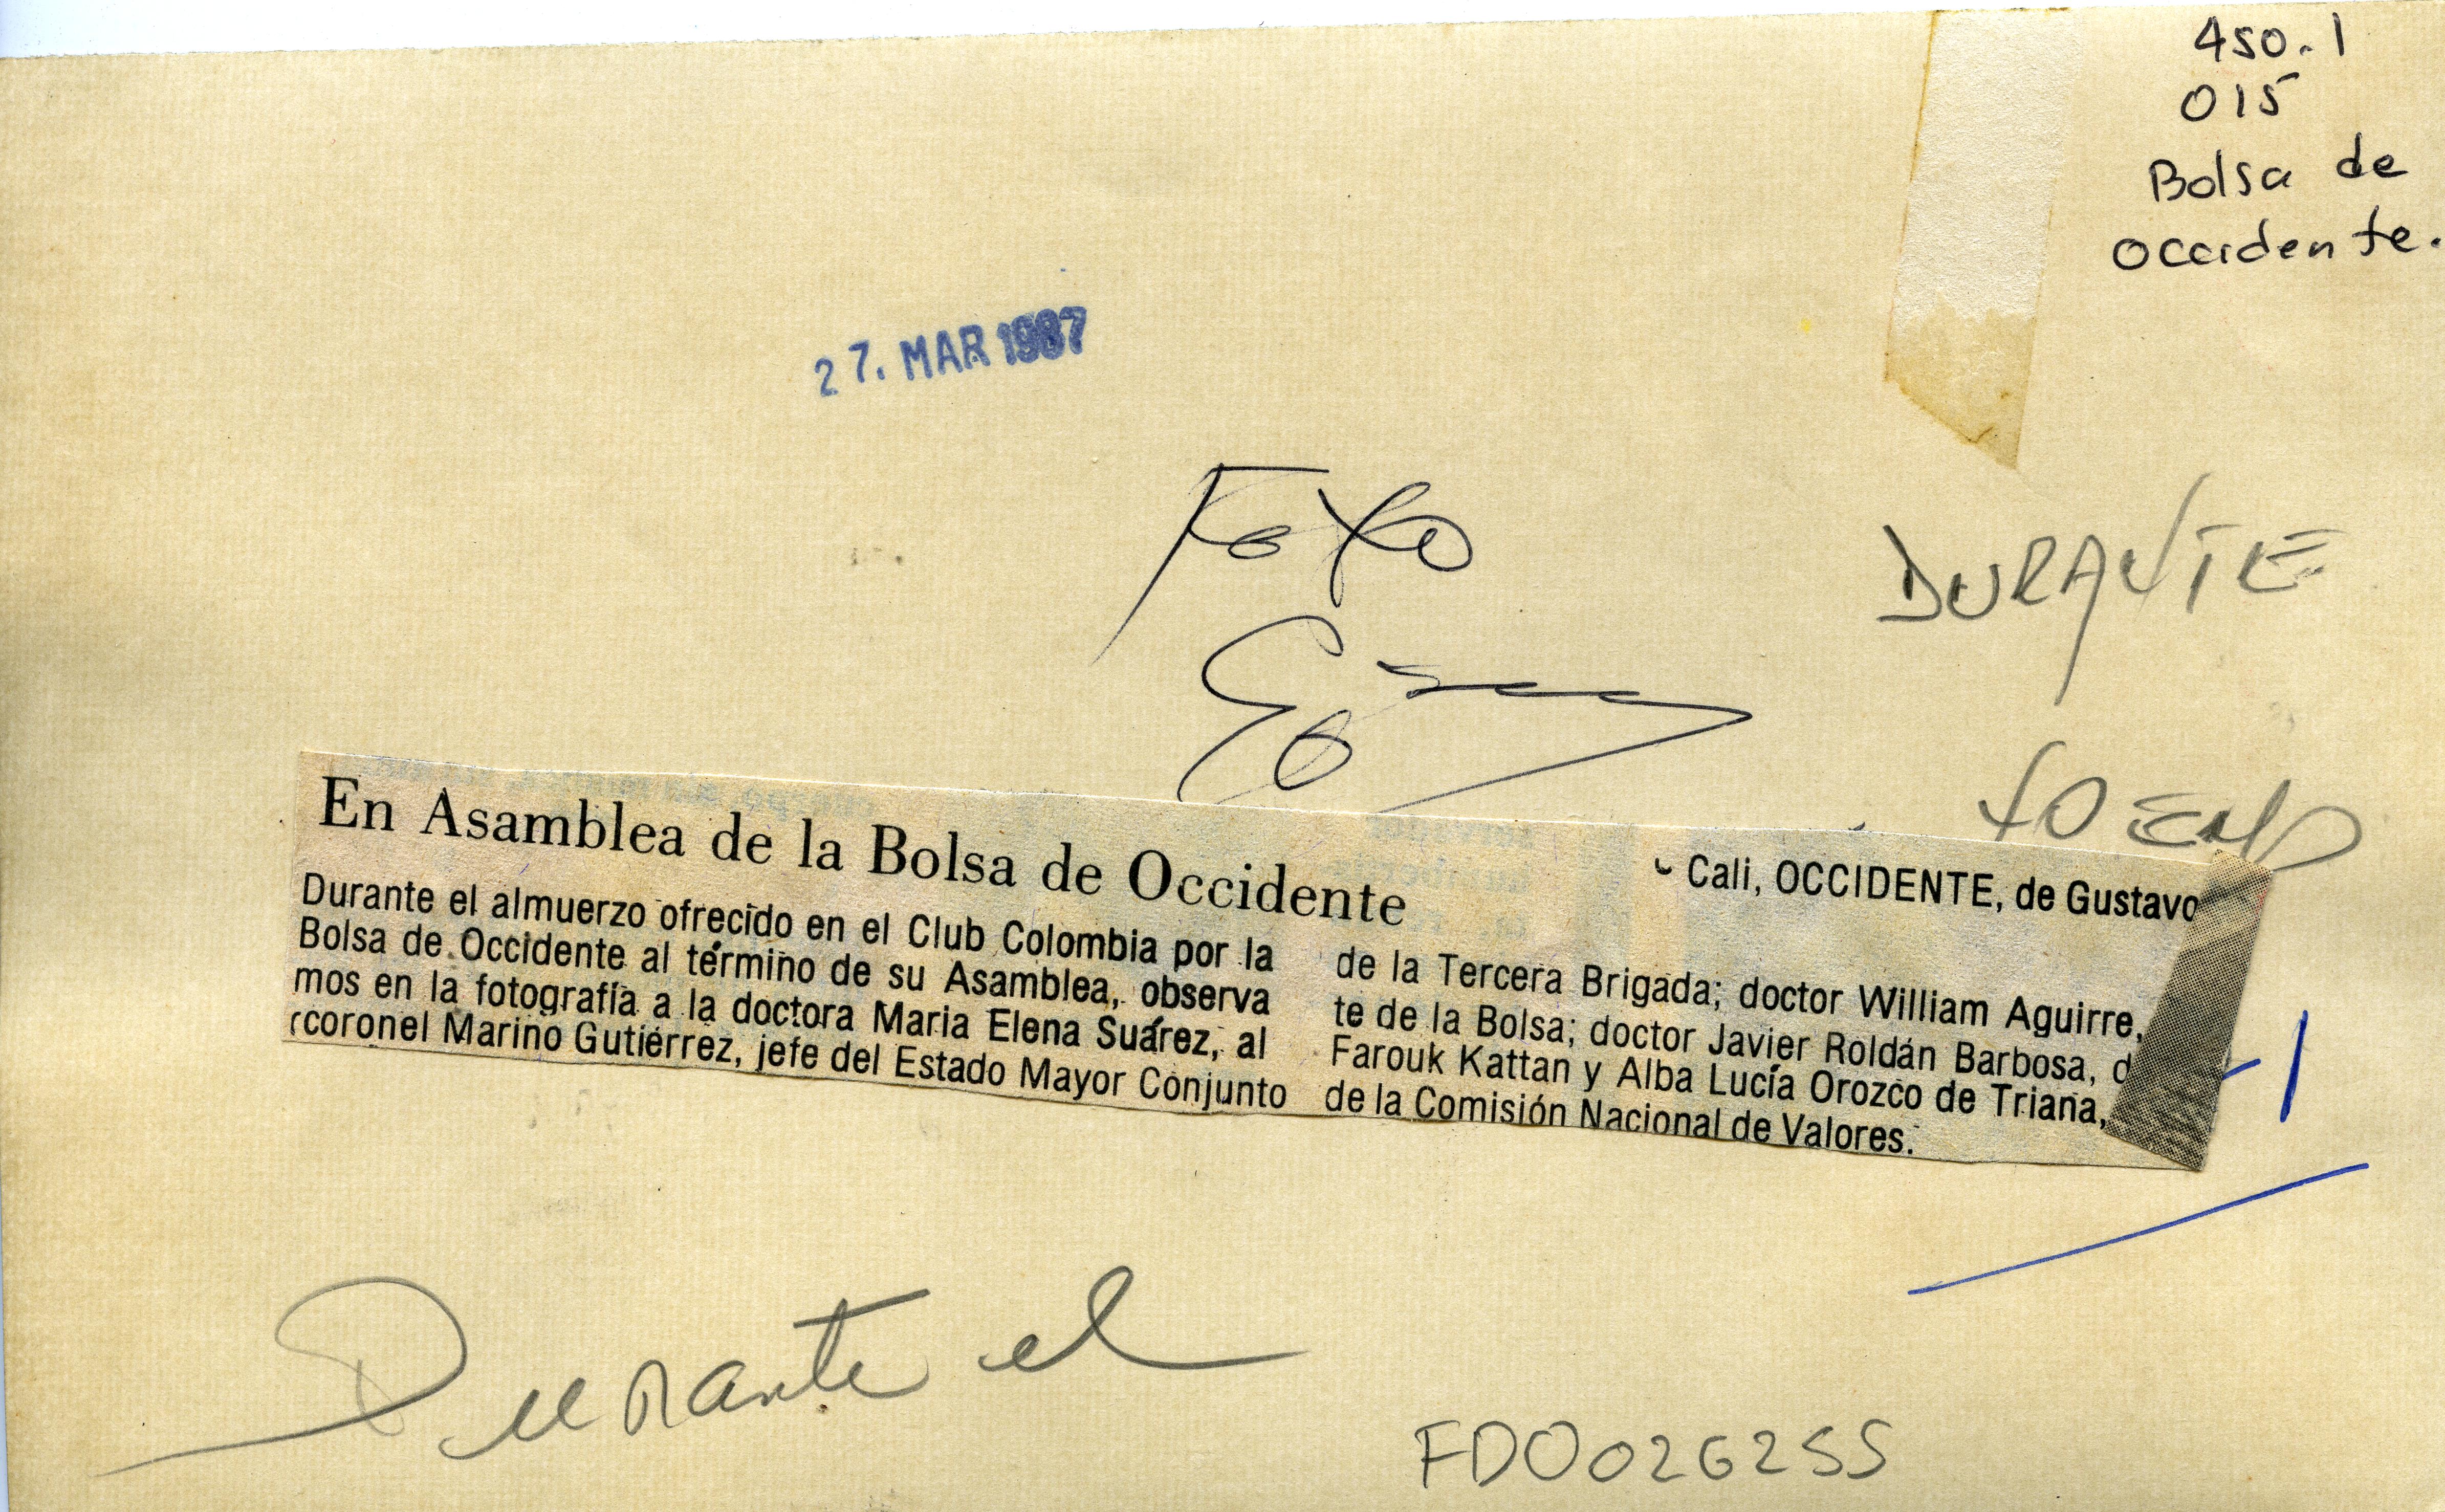 450.1
015
Bolsa de
Occidente.
27. MAR 1987
Foto
DURANTE
En Asamblea de la Bolsa de Occidente
Cali, OCCIDENTE, de Gustavo
Durante el almuerzo ofrecido en el Club Colombia por la
Bolsa de Occidente al término de su Asamblea, observa
mos en la fotografía a la doctora Maria Elena Suárez, al
rcoronel Marino Gutiérrez, jefe del Estado Mayor Conjunto
de la Tercera Brigada; doctor William Aguirre,
te de la Bolsa; doctor Javier Roldán Barbosa, d
Farouk Kattan y Alba Lucía Orozco de Triana,
de la Comisión Nacional de Valores.
1
Durante el
FD0026255